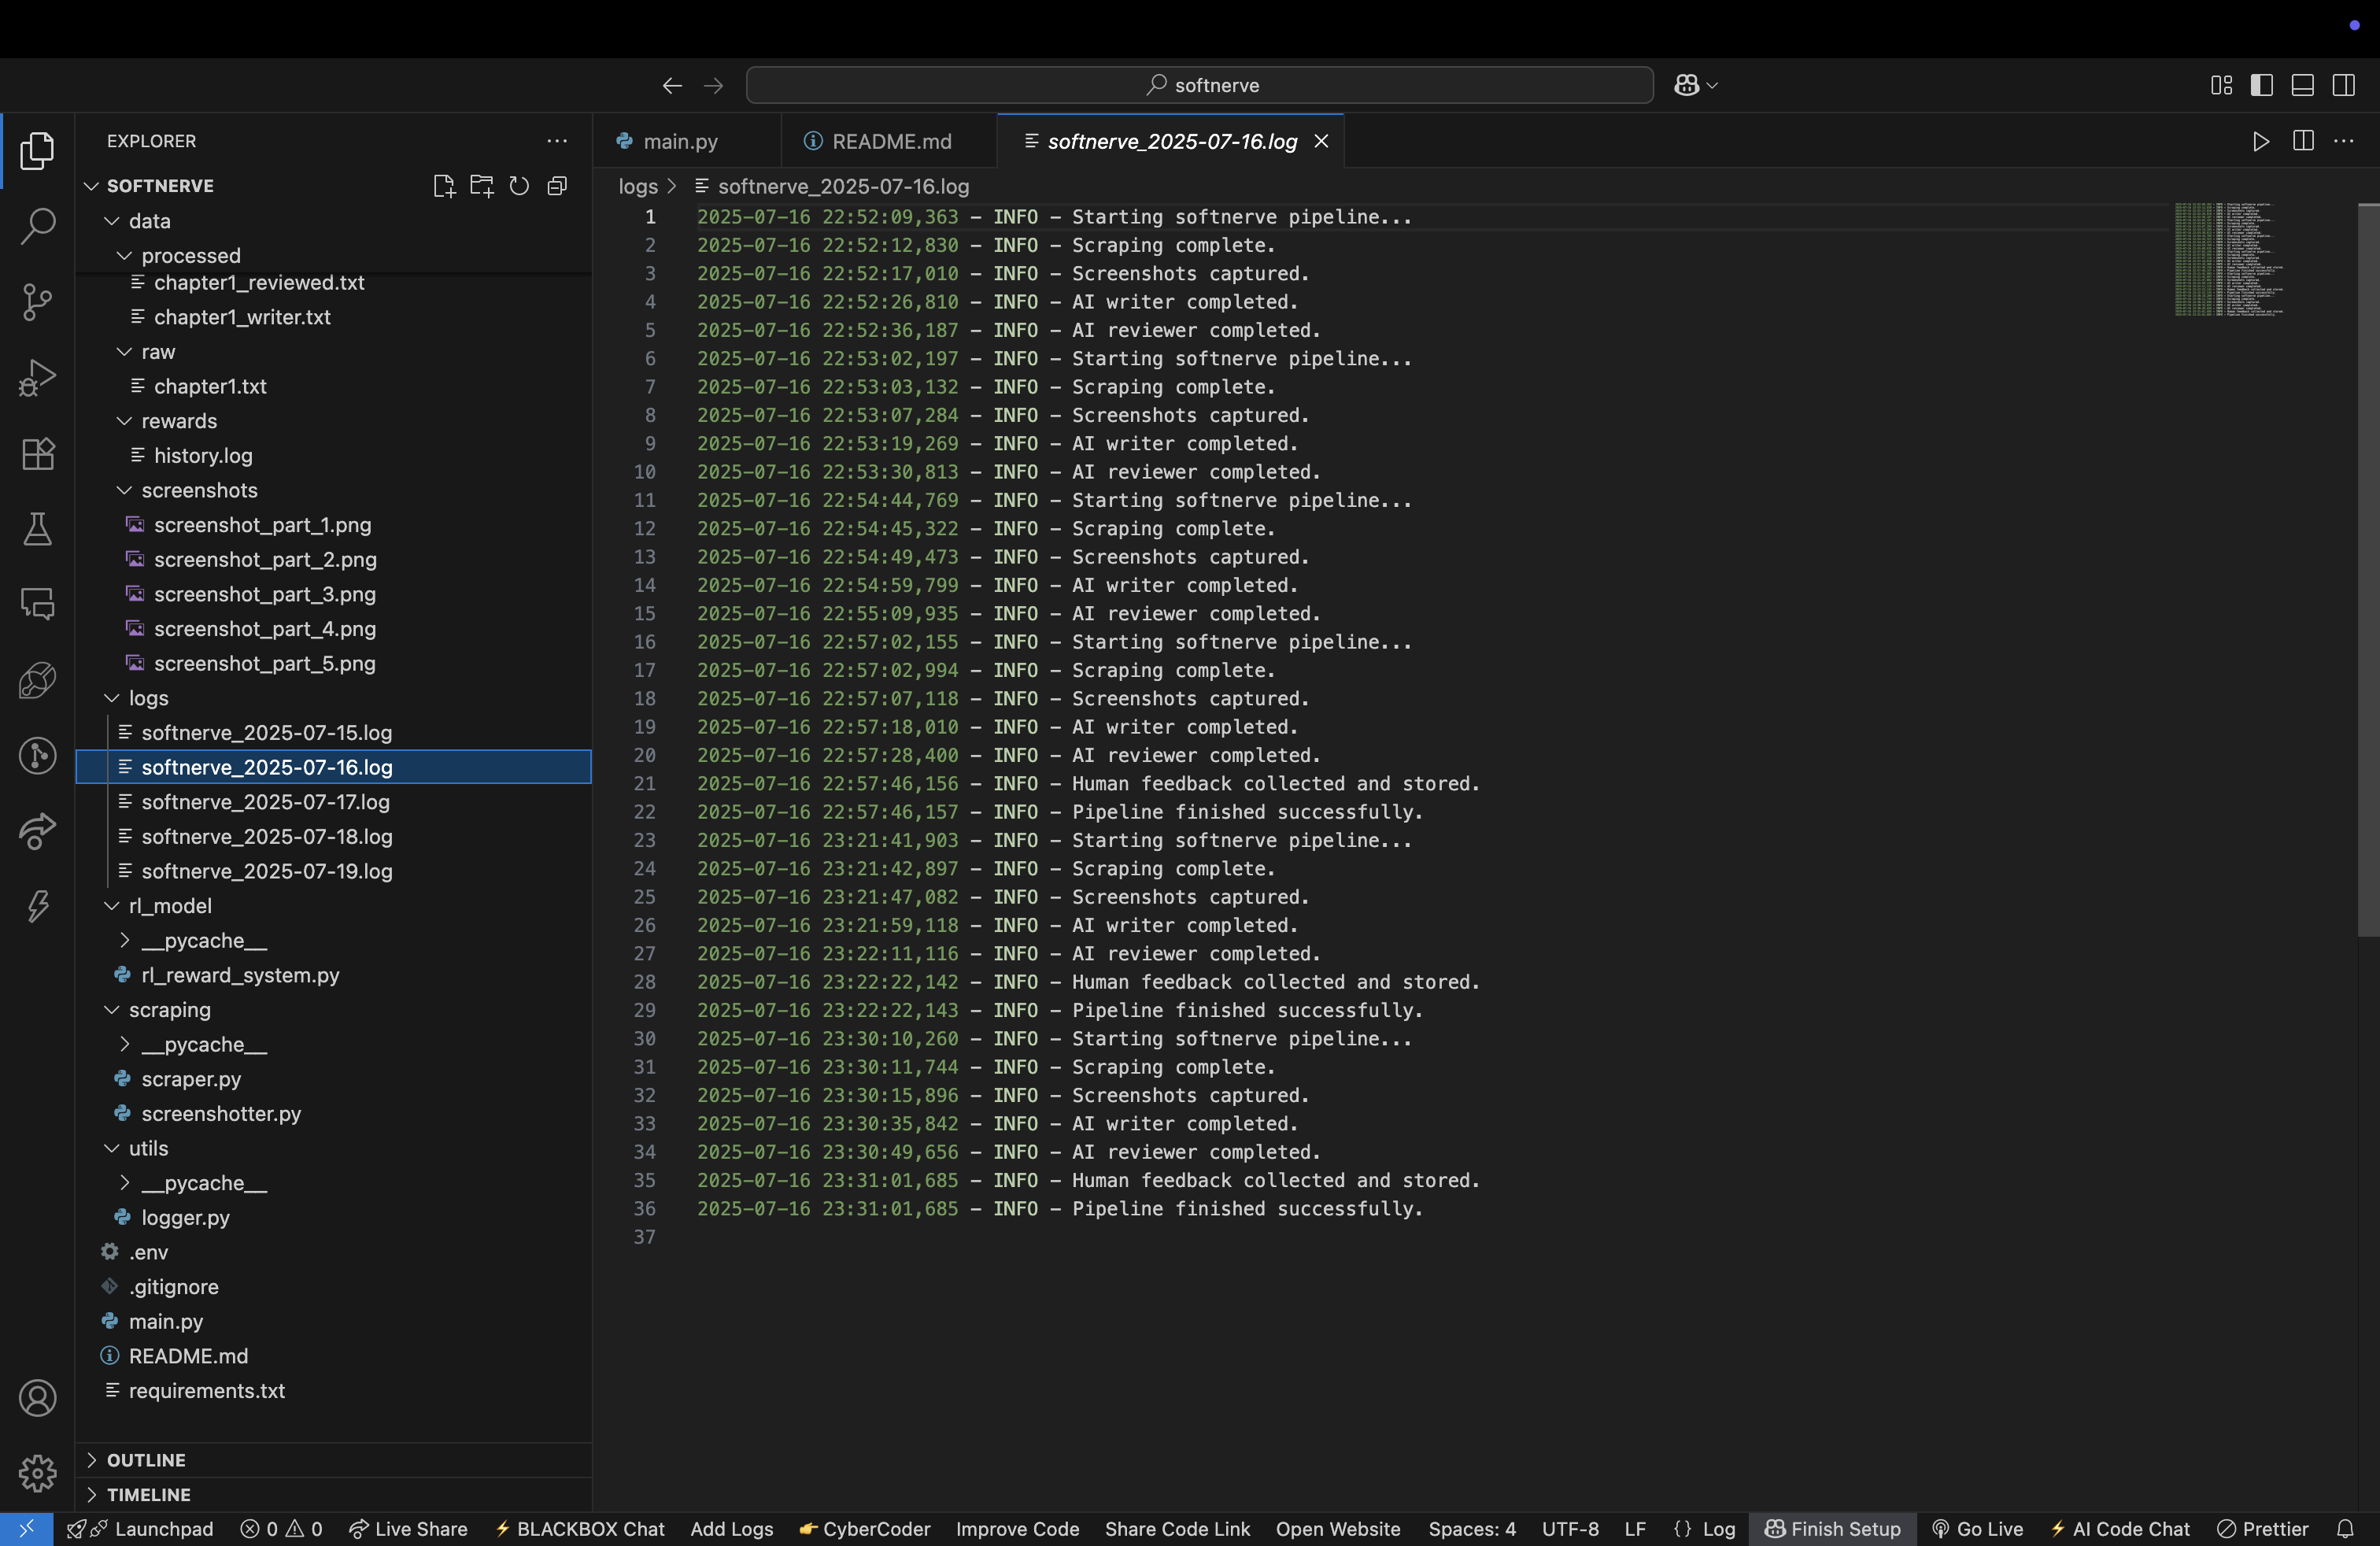 softnerve
EXPLORER
SOFTNERVE
data
processed
chapter1_reviewed.txt
chapter1_writer.txt
raw
chapter1.txt
rewards
history.log
screenshots
screenshot_part_1.png
screenshot_part_2.png
screenshot_part_3.png
screenshot_part_4.png
screenshot_part_5.png
logs
softnerve_2025-07-15.log
softnerve_2025-07-16.log
softnerve_2025-07-17.log
softnerve_2025-07-18.log
softnerve_2025-07-19.log
rl_model
__pycache__
rl_reward_system.py
scraping
__pycache__
scraper.py
screenshotter.py
utils
__pycache__
logger.py
.env
.gitignore
main.py
README.md
requirements.txt
OUTLINE
TIMELINE
main.py README.md softnerve_2025-07-16.log
logs > softnerve_2025-07-16.log
1 2025-07-16 22:52:09,363 - INFO - Starting softnerve pipeline...
2 2025-07-16 22:52:12,830 - INFO - Scraping complete.
3 2025-07-16 22:52:17,010 - INFO - Screenshots captured.
4 2025-07-16 22:52:26,810 - INFO - AI writer completed.
5 2025-07-16 22:52:36,187 - INFO - AI reviewer completed.
6 2025-07-16 22:53:02,197 - INFO - Starting softnerve pipeline...
7 2025-07-16 22:53:03,132 - INFO - Scraping complete.
8 2025-07-16 22:53:07,284 - INFO - Screenshots captured.
9 2025-07-16 22:53:19,269 - INFO - AI writer completed.
10 2025-07-16 22:53:30,813 - INFO - AI reviewer completed.
11 2025-07-16 22:54:44,769 - INFO - Starting softnerve pipeline...
12 2025-07-16 22:54:45,322 - INFO - Scraping complete.
13 2025-07-16 22:54:49,473 - INFO - Screenshots captured.
14 2025-07-16 22:54:59,799 - INFO - AI writer completed.
15 2025-07-16 22:55:09,935 - INFO - AI reviewer completed.
16 2025-07-16 22:57:02,155 - INFO - Starting softnerve pipeline...
17 2025-07-16 22:57:02,994 - INFO - Scraping complete.
18 2025-07-16 22:57:07,118 - INFO - Screenshots captured.
19 2025-07-16 22:57:18,010 - INFO - AI writer completed.
20 2025-07-16 22:57:28,400 - INFO - AI reviewer completed.
21 2025-07-16 22:57:46,156 - INFO - Human feedback collected and stored.
22 2025-07-16 22:57:46,157 - INFO - Pipeline finished successfully.
23 2025-07-16 23:21:41,903 - INFO - Starting softnerve pipeline...
24 2025-07-16 23:21:42,897 - INFO - Scraping complete.
25 2025-07-16 23:21:47,082 - INFO - Screenshots captured.
26 2025-07-16 23:21:59,118 - INFO - AI writer completed.
27 2025-07-16 23:22:11,116 - INFO - AI reviewer completed.
28 2025-07-16 23:22:22,142 - INFO - Human feedback collected and stored.
29 2025-07-16 23:22:22,143 - INFO - Pipeline finished successfully.
30 2025-07-16 23:30:10,260 - INFO - Starting softnerve pipeline...
31 2025-07-16 23:30:11,744 - INFO - Scraping complete.
32 2025-07-16 23:30:15,896 - INFO - Screenshots captured.
33 2025-07-16 23:30:35,842 - INFO - AI writer completed.
34 2025-07-16 23:30:49,656 - INFO - AI reviewer completed.
35 2025-07-16 23:31:01,685 - INFO - Human feedback collected and stored.
36 2025-07-16 23:31:01,685 - INFO - Pipeline finished successfully.
37
Launchpad 0 0 Live Share BLACKBOX Chat Add Logs CyberCoder Improve Code Share Code Link Open Website Spaces: 4 UTF-8 LF {} Log Finish Setup Go Live AI Code Chat Prettier